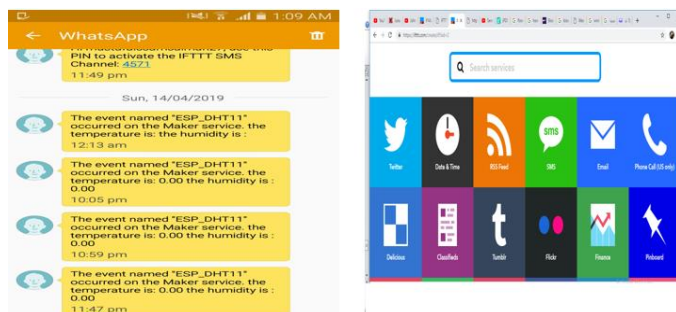 1:09 AM
WhatsApp
PIN to activate the IFTTT SMS
Channel: 4571
11:49 pm
Sun, 14/04/2019
The event named "ESP_DHT11"
occurred on the Maker service. the
temperature is: the humidity is :
12:13 am
The event named "ESP_DHT11"
occurred on the Maker service. the
temperature is: 0.00 the humidity is :
0.00
10:05 pm
The event named "ESP_DHT11"
occurred on the Maker service. the
temperature is: 0.00 the humidity is :
0.00
10:59 pm
The event named "ESP_DHT11"
occurred on the Maker service. the
temperature is: 0.00 the humidity is :
0.00
11:47 pm
Search services
sms
Twitter
Date & Time
RSS Feed
SMS
Email
Phone Call (US only)
t
Delicious
Classifieds
Tumblr
Flickr
Finance
Pinboard